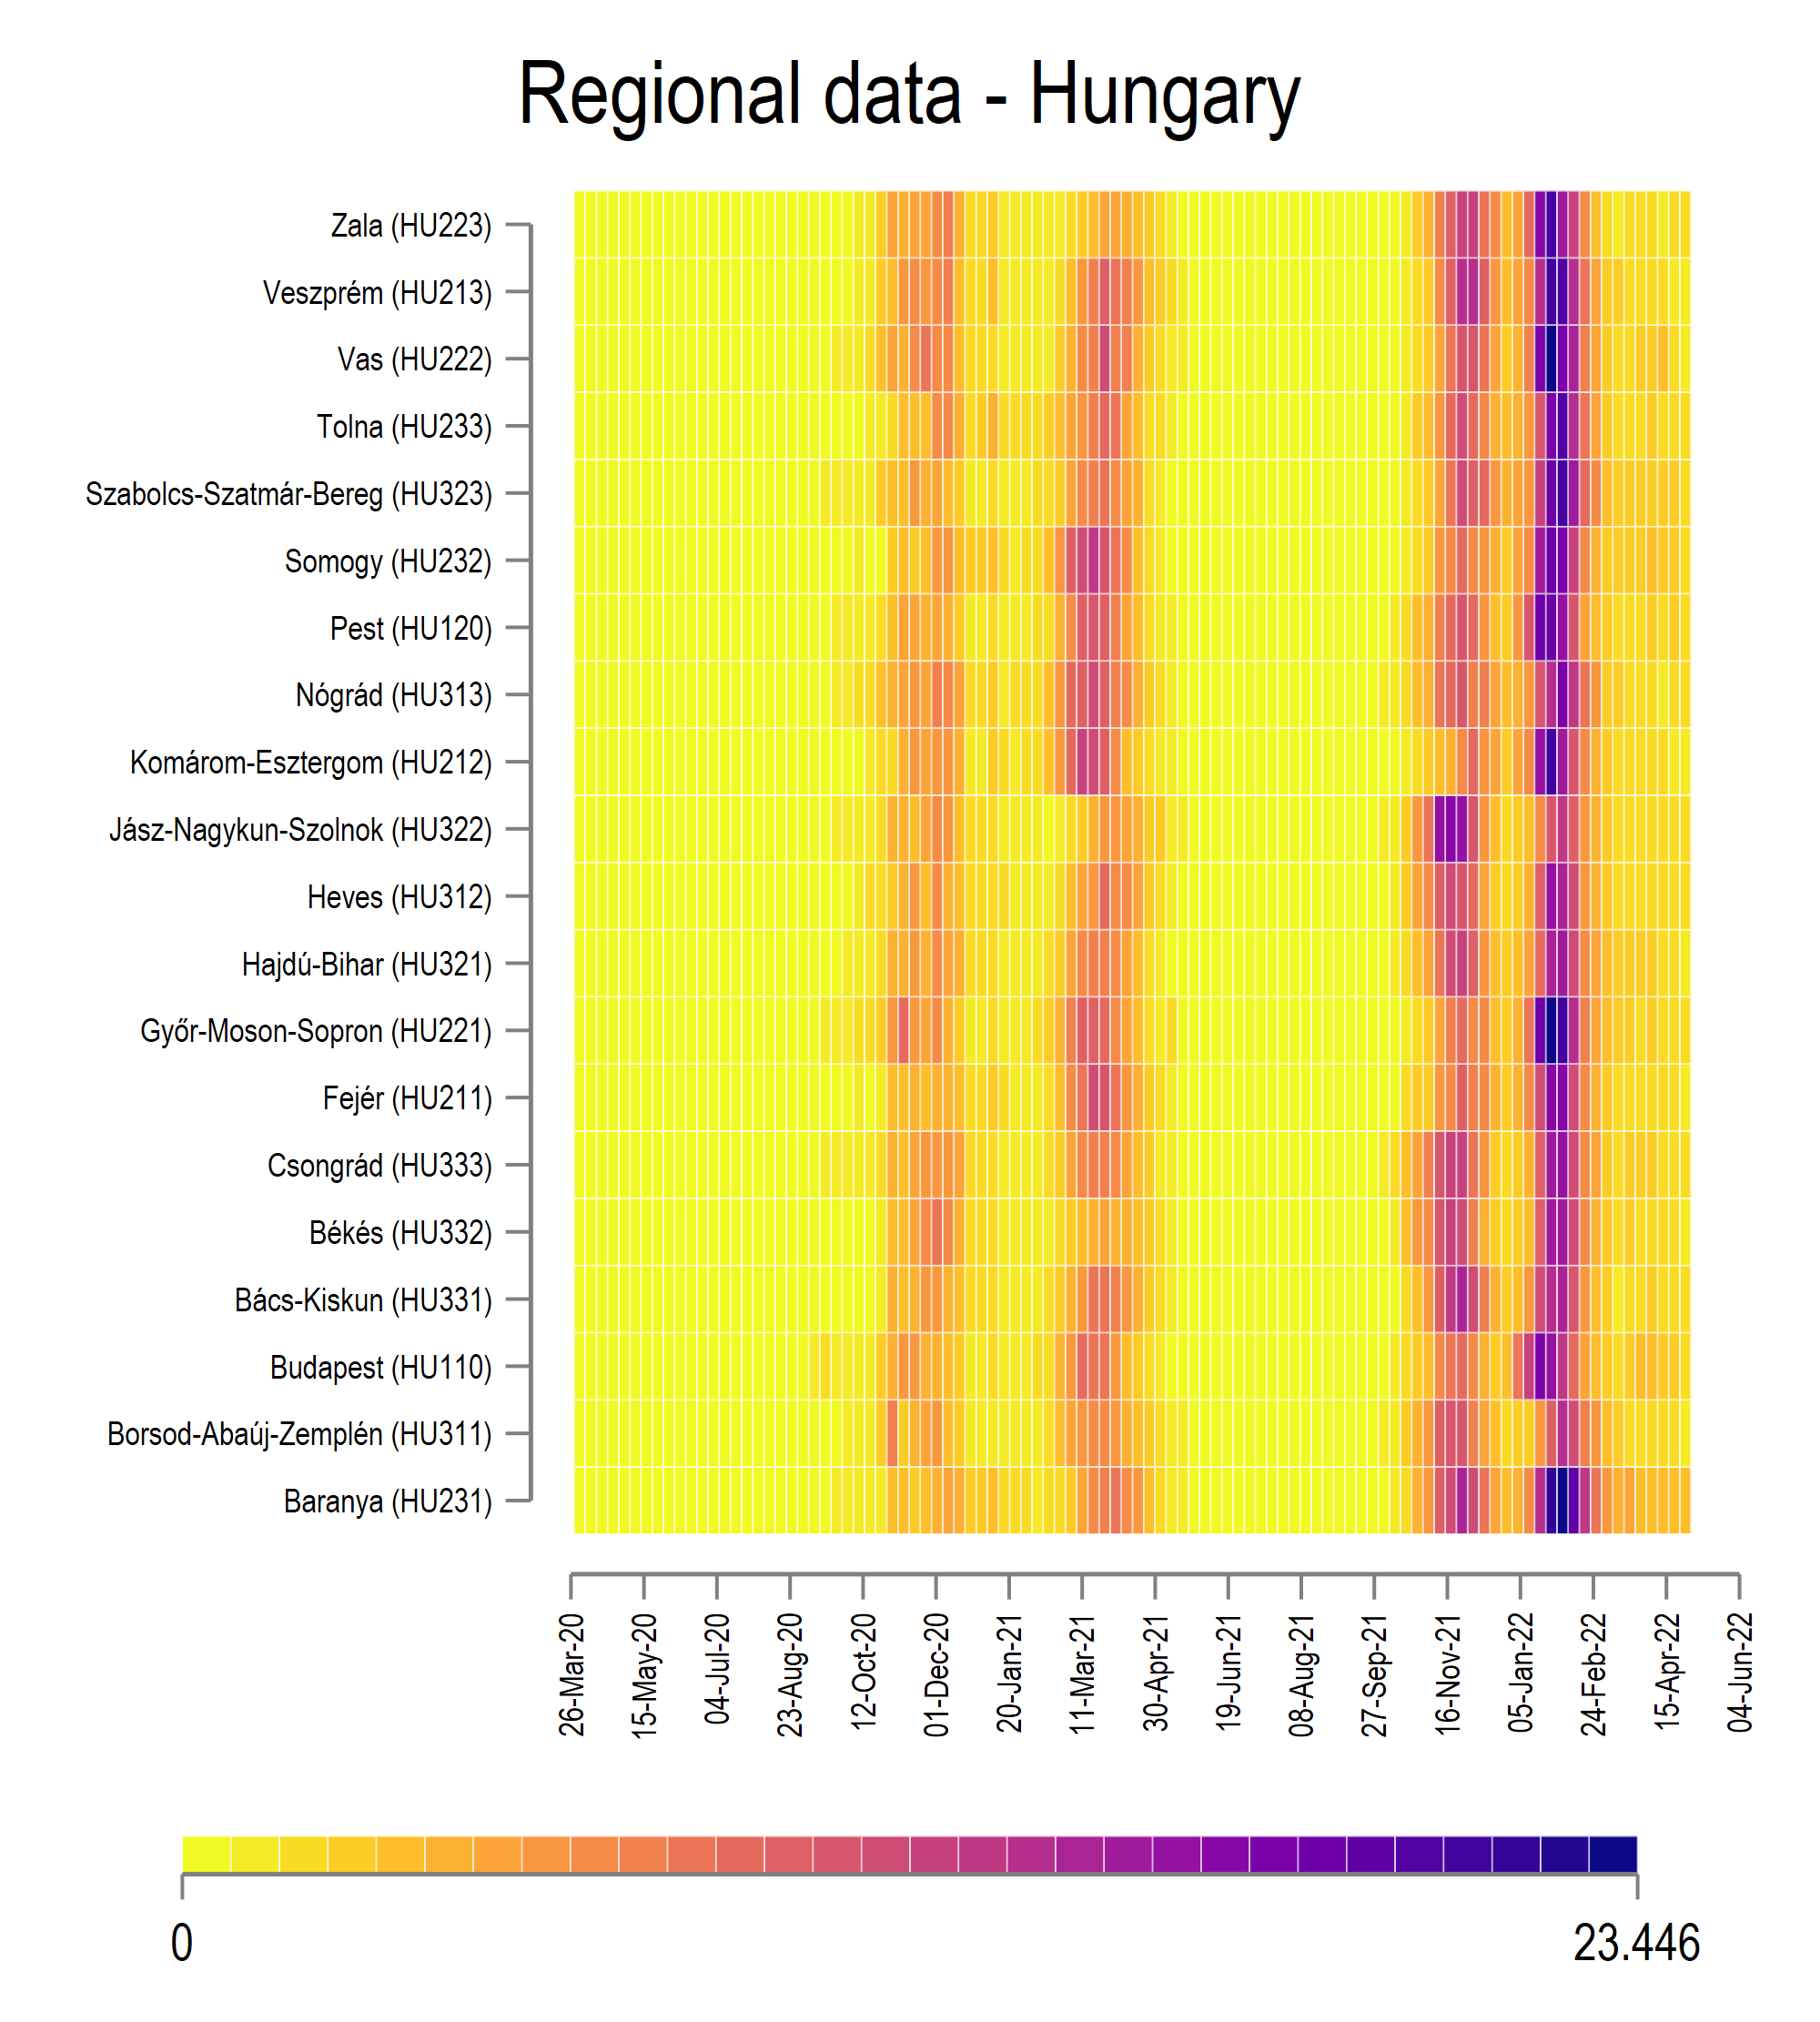 Regional data - Hungary
Zala (HU223)
Veszprém (HU213)
Vas (HU222)
Tolna (HU233)
Szabolcs-Szatmár-Bereg (HU323)
Somogy (HU232)
Pest (HU120)
Nógrád (HU313)
Komárom-Esztergom (HU212)
Jász-Nagykun-Szolnok (HU322)
Heves (HU312)
Hajdú-Bihar (HU321)
Győr-Moson-Sopron (HU221)
Fejér (HU211)
Csongrád (HU333)
Békés (HU332)
Bács-Kiskun (HU331)
Budapest (HU110)
Borsod-Abaúj-Zemplén (HU311)
Baranya (HU231)
26-Mar-20
15-May-20
04-Jul-20
23-Aug-20
12-Oct-20
01-Dec-20
20-Jan-21
11-Mar-21
30-Apr-21
19-Jun-21
08-Aug-21
27-Sep-21
16-Nov-21
05-Jan-22
24-Feb-22
15-Apr-22
04-Jun-22
0
23.446